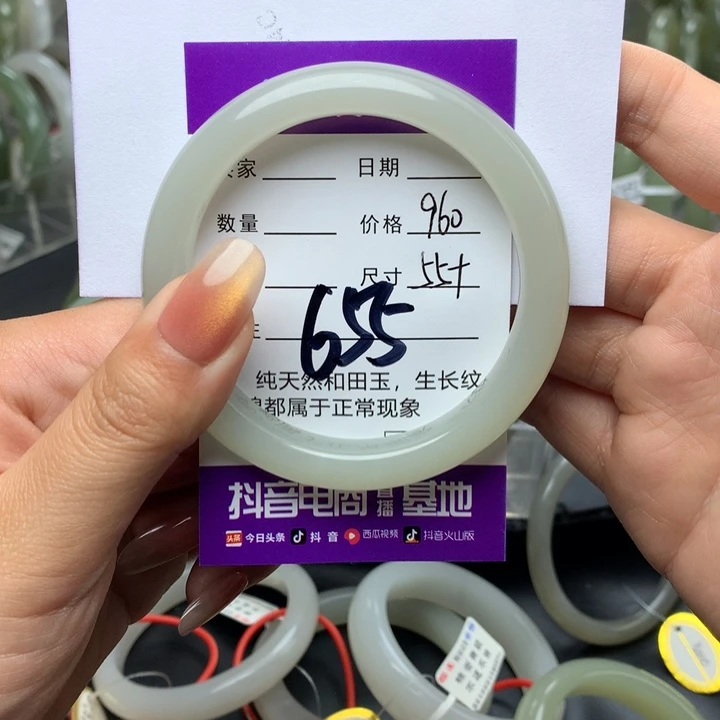 家 日期
数量 价格 960
尺寸 55+
655
纯天然和田玉，生长纹
都属于正常现象
抖音电商直播基地
头条 今日头条 抖音 西瓜视频 抖音火山版